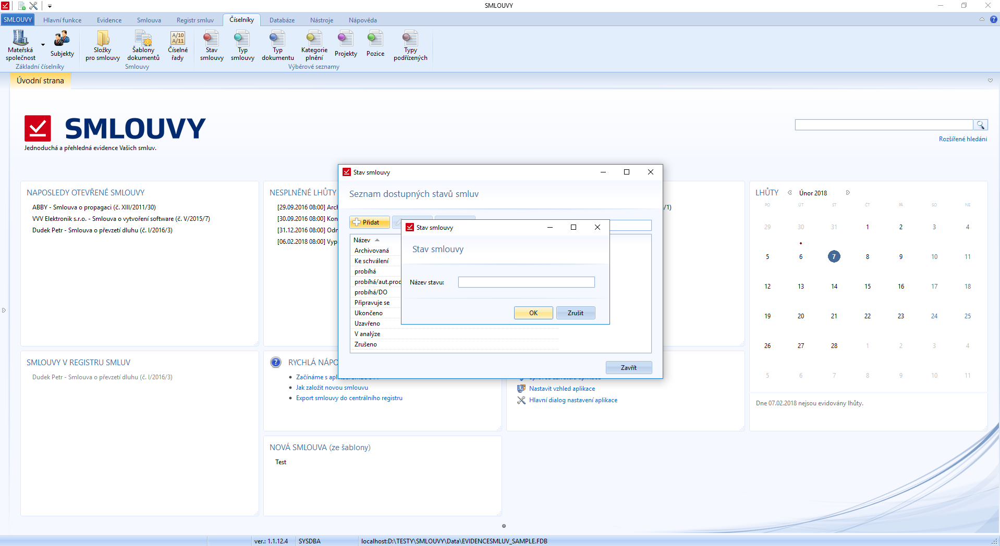 SMLOUVY
SMLOUVY Hlavní funkce Evidence Smlouva Registr smluv Číselníky Databáze Nástroje Nápověda
Mateřská společnost
Subjekty
Základní číselníky
Složky pro smlouvy
Šablony dokumentů
A/10
A/11
Číselné řady
Smlouvy
Stav smlouvy
Typ smlouvy
Typ dokumentu
Kategorie plnění
Projekty
Pozice
Typy podřízených
Výběrové seznamy
Úvodní strana
SMLOUVY
Jednoduchá a přehledná evidence Vašich smluv.
Rozšířené hledání
NAPOSLEDY OTEVŘENÉ SMLOUVY
ABBY - Smlouva o propagaci (č. XIII/2011/30)
VVV Elektronik s.r.o. - Smlouva o vytvoření software (č. V/2015/7)
Dudek Petr - Smlouva o převzetí dluhu (č. I/2016/3)
NESPLNĚNÉ LHŮTY
[29.09.2016 08:00] Arc
/1)
[30.09.2016 08:00] Kon
[31.12.2016 08:00] Odm
[06.02.2018 08:00] Vyp
Stav smlouvy
Seznam dostupných stavů smluv
Přidat
Název
Archivovaná
Ke schválení
probíhá
probíhá/aut.prod
probíhá/DO
Připravuje se
Ukončeno
Uzavřeno
V analýze
Zrušeno
Zavřít
Stav smlouvy
Stav smlouvy
Název stavu:
OK Zrušit
LHŮTY Únor 2018
PO ÚT ST ČT PÁ SO NE
29 30 31 1 2 3 4
5 6 7 8 9 10 11
12 13 14 15 16 17 18
19 20 21 22 23 24 25
26 27 28 1 2 3 4
5 6 7 8 9 10 11
Dne 07.02.2018 nejsou evidovány lhůty.
SMLOUVY V REGISTRU SMLUV
Dudek Petr - Smlouva o převzetí dluhu (č. I/2016/3)
RYCHLÁ NÁPO
Začínáme s
Jak založit novou smlouvu
Export smlouvy do centrálního registru
Nastavit vzhled aplikace
Hlavní dialog nastavení aplikace
NOVÁ SMLOUVA (ze šablony)
Test
ver.: 1.1.12.4 SYSDBA localhost:D:\TESTY\SMLOUVY\Data\EVIDENCESMLUV_SAMPLE.FDB